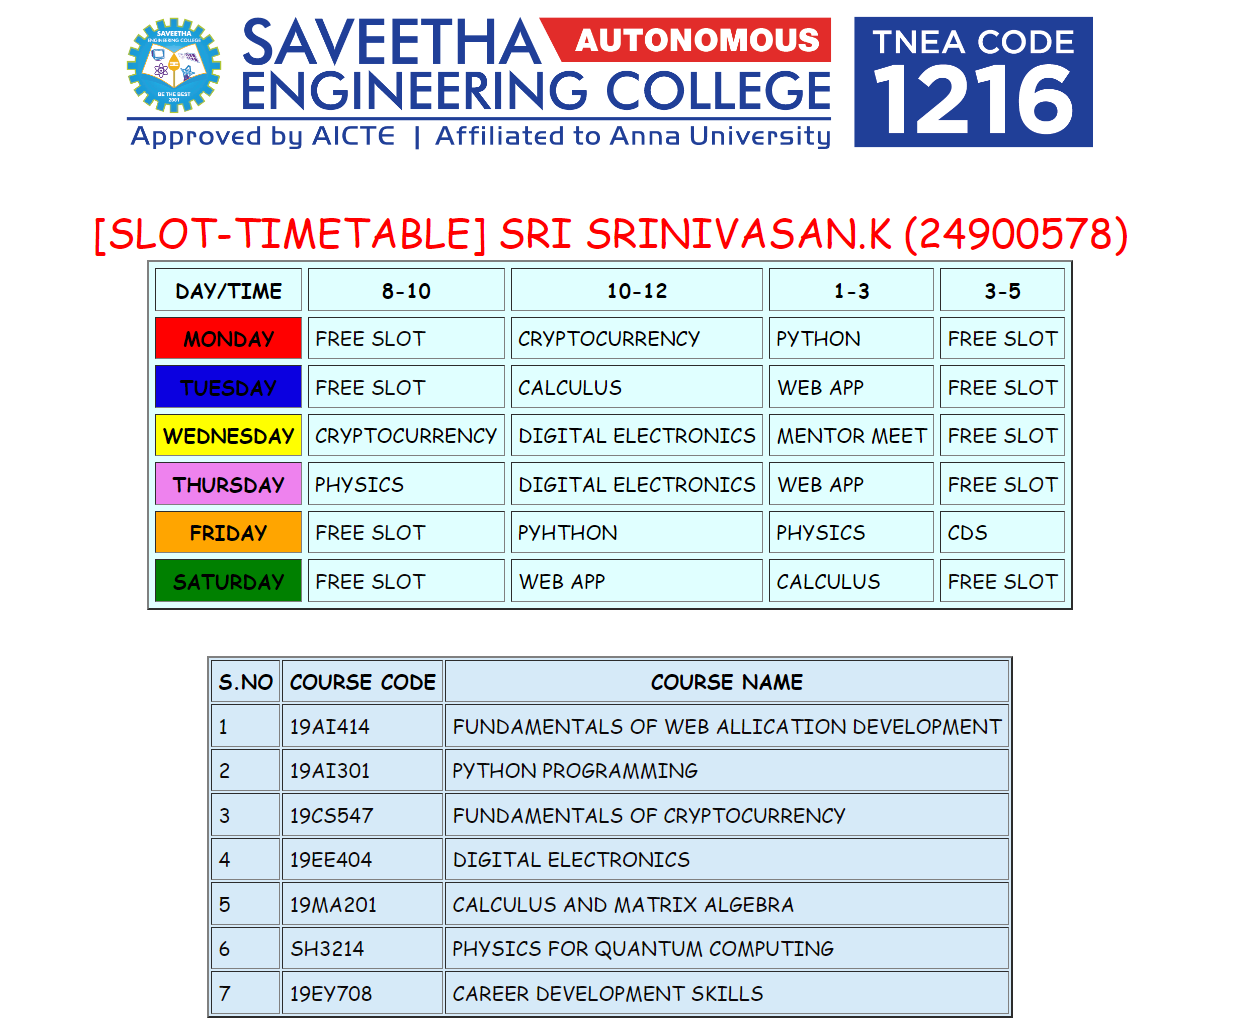 SAVEETHA
ENGINEERING COLLEGE
BE THE BEST
2001
SAVEETHA AUTONOMOUS
ENGINEERING COLLEGE
Approved by AICTE | Affiliated to Anna University
TNEA CODE
1216
[SLOT-TIMETABLE] SRI SRINIVASAN.K (24900578)
DAY/TIME 8-10 10-12 1-3 3-5
MONDAY FREE SLOT CRYPTOCURRENCY PYTHON FREE SLOT
TUESDAY FREE SLOT CALCULUS WEB APP FREE SLOT
WEDNESDAY CRYPTOCURRENCY DIGITAL ELECTRONICS MENTOR MEET FREE SLOT
THURSDAY PHYSICS DIGITAL ELECTRONICS WEB APP FREE SLOT
FRIDAY FREE SLOT PYHTHON PHYSICS CDS
SATURDAY FREE SLOT WEB APP CALCULUS FREE SLOT
S.NO COURSE CODE COURSE NAME
1 19AI414 FUNDAMENTALS OF WEB ALLICATION DEVELOPMENT
2 19AI301 PYTHON PROGRAMMING
3 19CS547 FUNDAMENTALS OF CRYPTOCURRENCY
4 19EE404 DIGITAL ELECTRONICS
5 19MA201 CALCULUS AND MATRIX ALGEBRA
6 SH3214 PHYSICS FOR QUANTUM COMPUTING
7 19EY708 CAREER DEVELOPMENT SKILLS